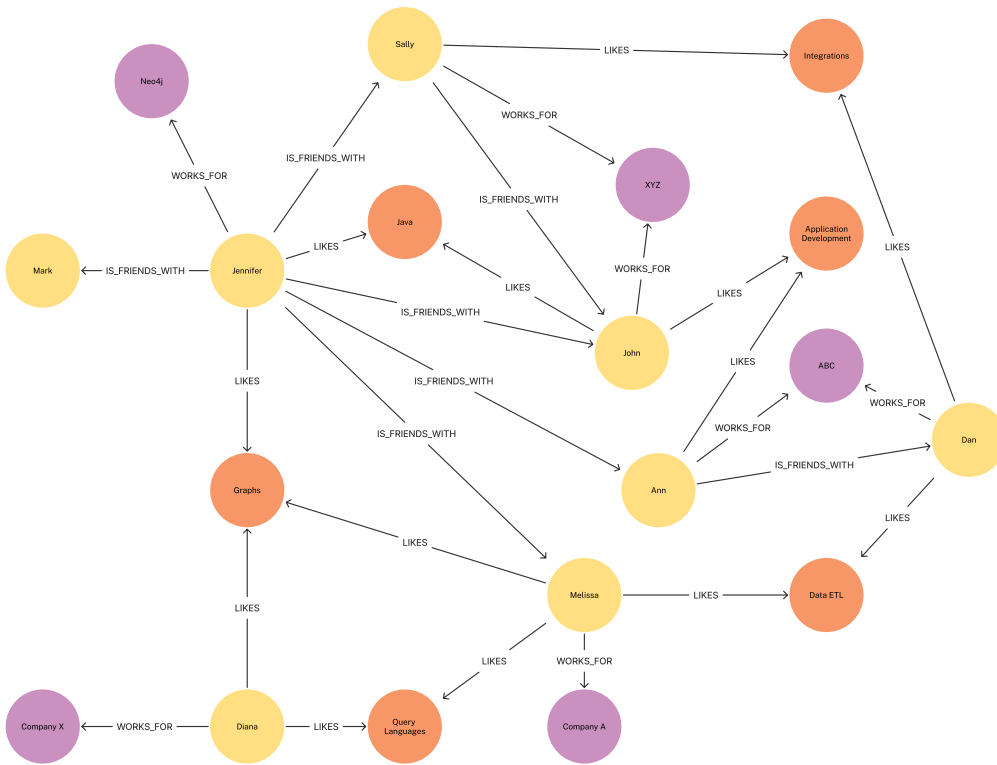 Sally
LIKES
Integrations
Neo4j
WORKS_FOR
IS_FRIENDS_WITH
WORKS_FOR
XYZ
IS_FRIENDS_WITH
Java
Application
Development
LIKES
LIKES
Mark
IS_FRIENDS_WITH
Jennifer
WORKS_FOR
LIKES
LIKES
IS_FRIENDS_WITH
John
LIKES
ABC
LIKES
IS_FRIENDS_WITH
WORKS_FOR
WORKS_FOR
IS_FRIENDS_WITH
Dan
IS_FRIENDS_WITH
Graphs
Ann
LIKES
LIKES
Melissa
LIKES
Data ETL
LIKES
LIKES
WORKS_FOR
Company X
WORKS_FOR
Diana
LIKES
Query
Languages
Company A